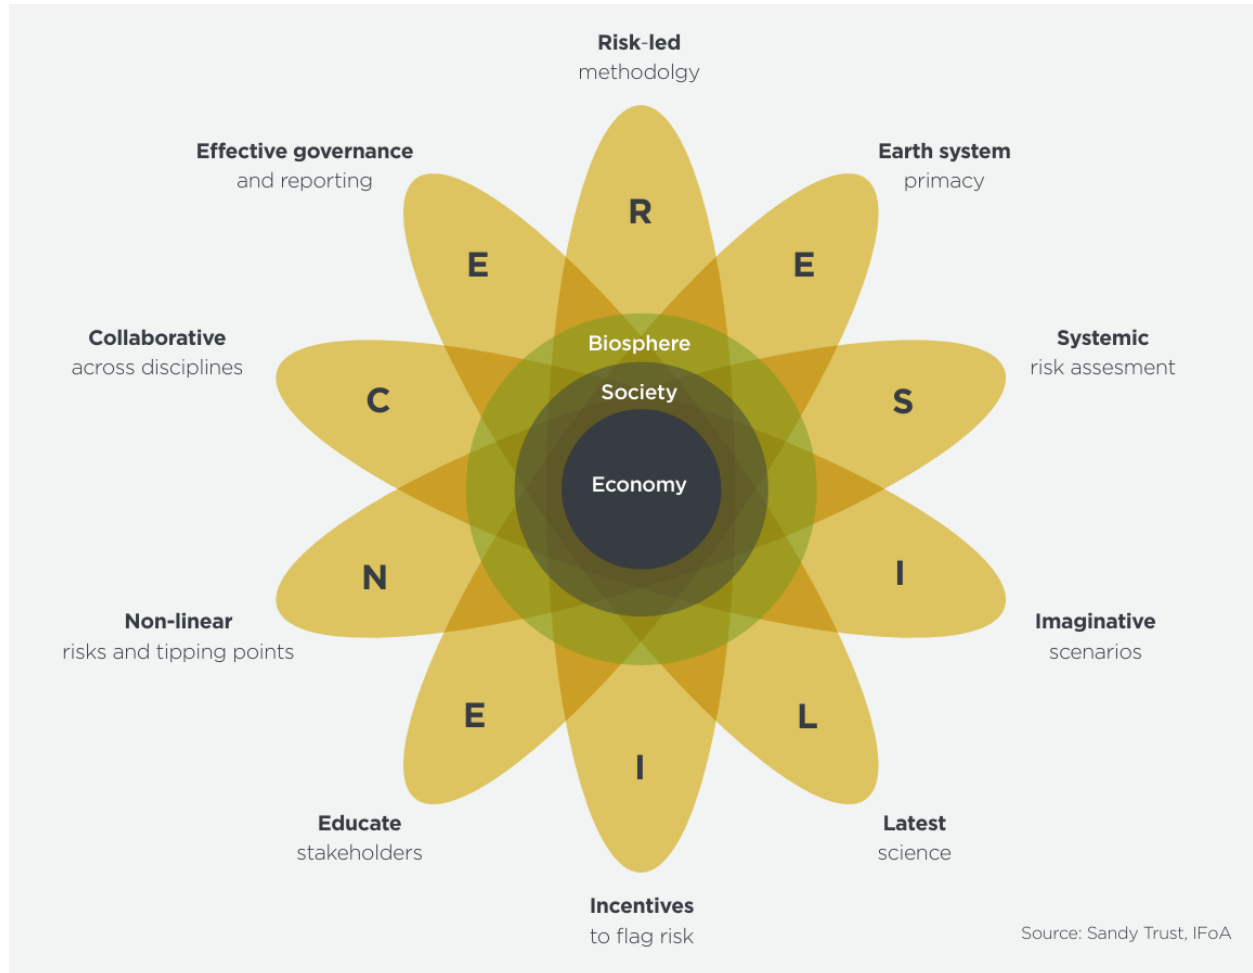 Risk-led
methodolgy
Earth system
primacy
Systemic
risk assesment
Imaginative
scenarios
Latest
science
Incentives
to flag risk
Educate
stakeholders
Non-linear
risks and tipping points
Collaborative
across disciplines
Effective governance
and reporting
R
E
S
I
L
I
E
N
C
E
Biosphere
Society
Economy
Source: Sandy Trust, IFoA